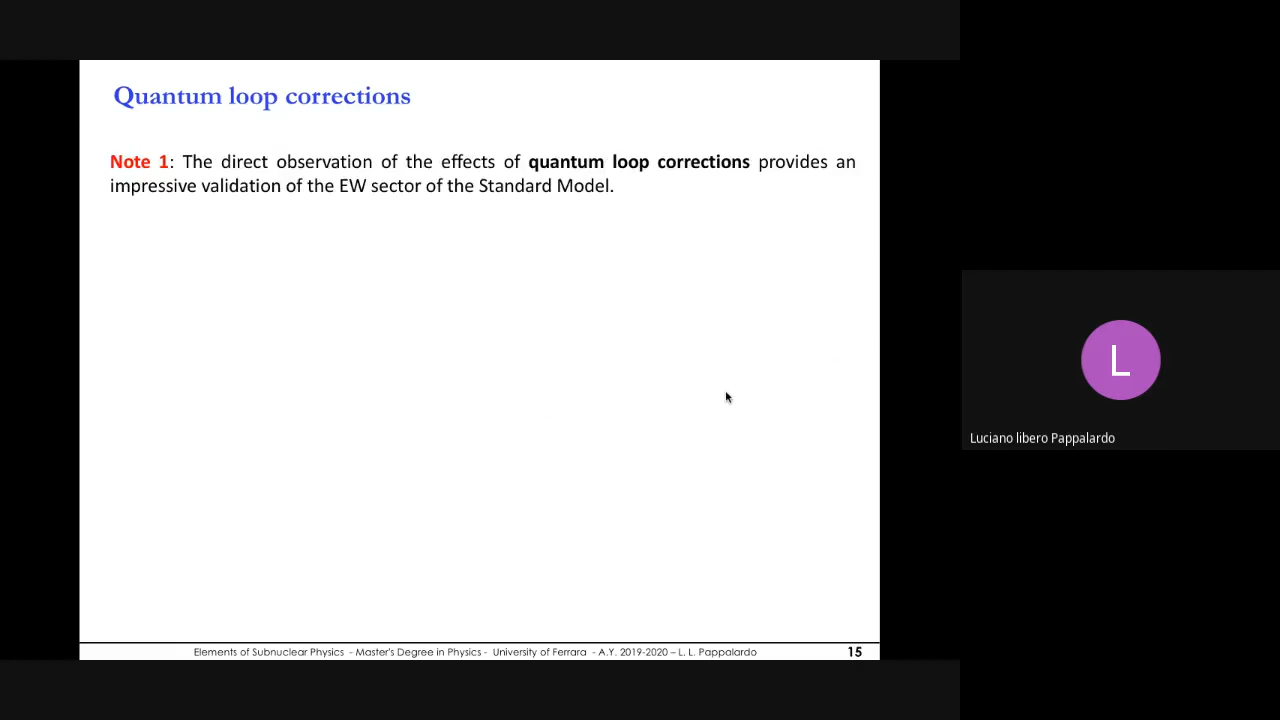 Quantum loop corrections
Note 1: The direct observation of the effects of quantum loop corrections provides an
impressive validation of the EW sector of the Standard Model.
L
Luciano libero Pappalardo
Elements of Subnuclear Physics - Master's Degree in Physics - University of Ferrara - A.Y. 2019-2020 – L. L. Pappalardo
15